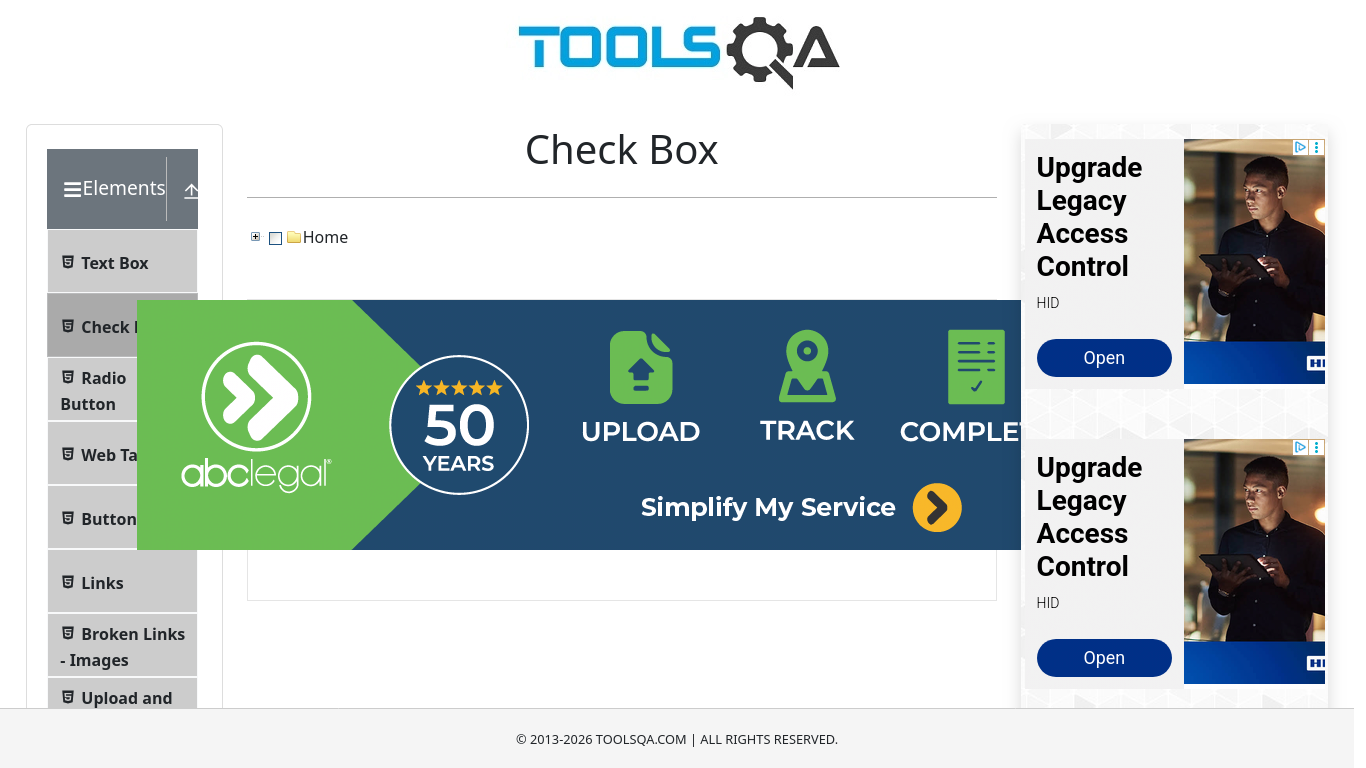 TOOLSQA
Check Box
Elements
Text Box
Check
Radio
Button
Web Ta
Button
Links
Broken Links
- Images
Upload and
Home
abclegal®
50
YEARS
UPLOAD
TRACK
COMPLET
Simplify My Service
Upgrade
Legacy
Access
Control
HID
Open
Upgrade
Legacy
Access
Control
HID
Open
© 2013-2026 TOOLSQA.COM | ALL RIGHTS RESERVED.